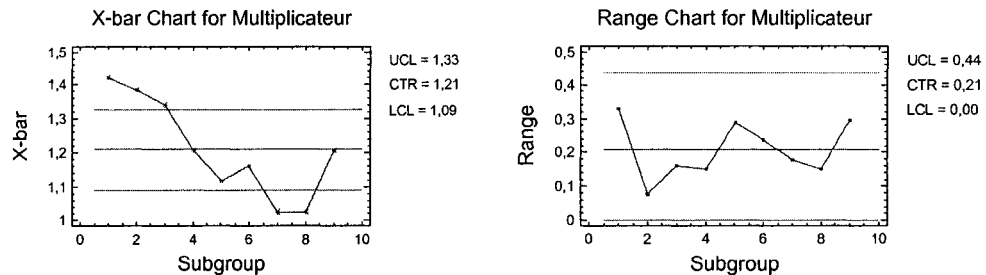 X-bar Chart for Multiplicateur
1,5
1,4
1,3
1,2
1,1
1
X-bar
0 2 4 6 8 10
Subgroup
UCL = 1,33
CTR = 1,21
LCL = 1,09
Range Chart for Multiplicateur
0,5
0,4
0,3
0,2
0,1
0
Range
0 2 4 6 8 10
Subgroup
UCL = 0,44
CTR = 0,21
LCL = 0,00